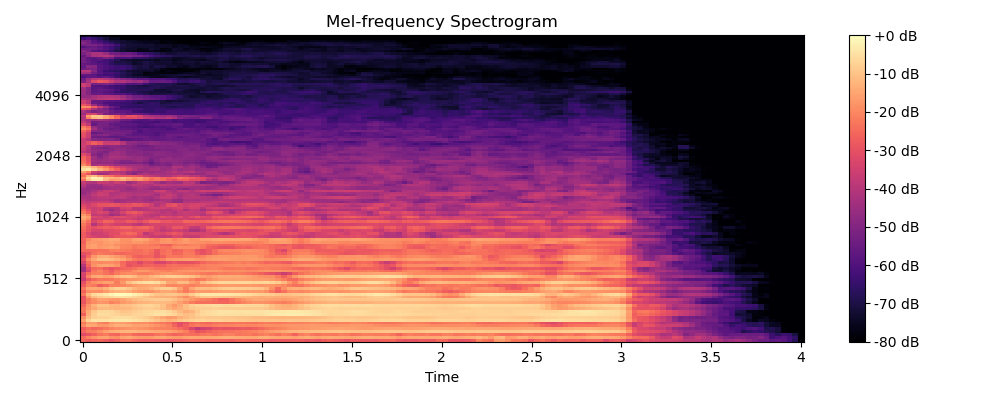 Mel-frequency Spectrogram
+0 dB
-10 dB
4096
-20 dB
-30 dB
2048
Hz
-40 dB
1024
-50 dB
512
-60 dB
-70 dB
0
-80 dB
0 0.5 1 1.5 2 2.5 3 3.5 4
Time